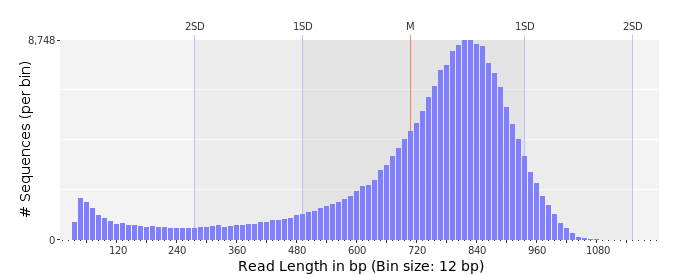 2SD 1SD M 1SD 2SD
8,748
# Sequences (per bin)
0
120 240 360 480 600 720 840 960 1080
Read Length in bp (Bin size: 12 bp)